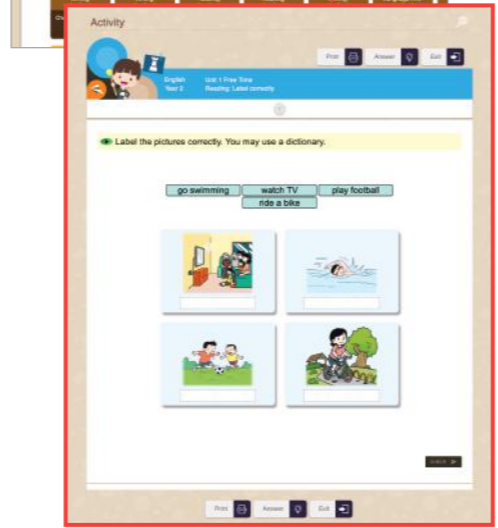 Activity
Print Answer Exit
English Unit 1 Free Time
Year 2 Reading: Label correctly
Label the pictures correctly. You may use a dictionary.
go swimming watch TV play football
ride a bike
Print Answer Exit